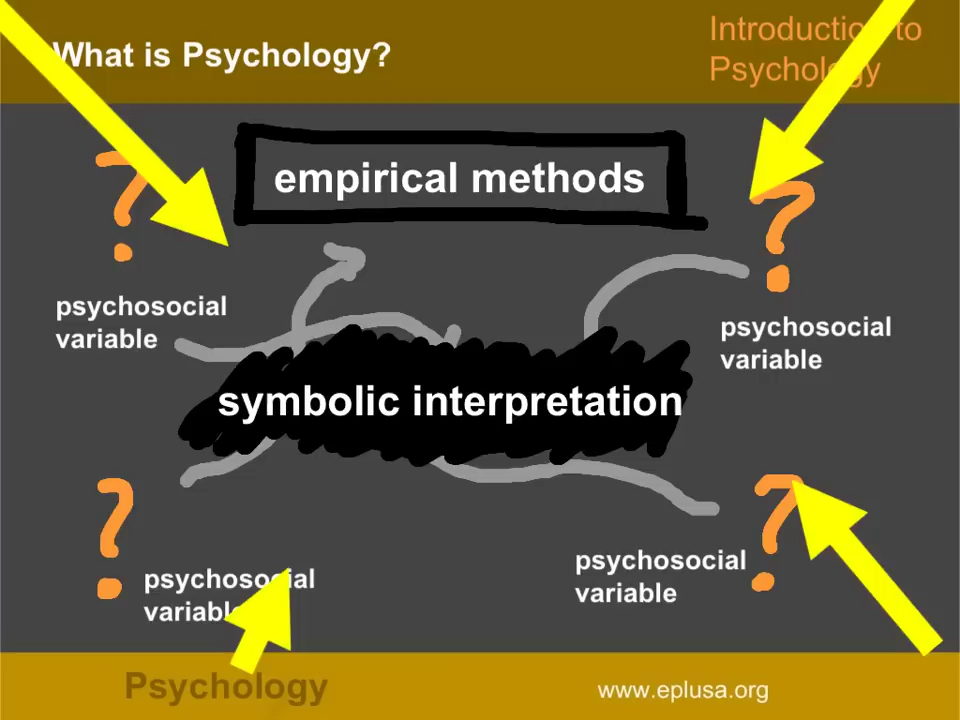 What is Psychology?
Introduction to
Psychology
empirical methods
psychosocial
variable
psychosocial
variable
symbolic interpretation
psychosocial
variable
psychosocial
variable
Psychology
www.eplusa.org